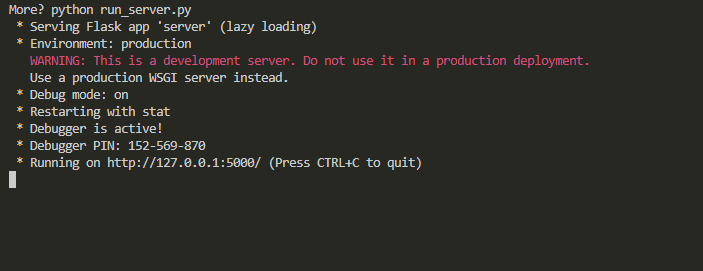 More? python run_server.py
* Serving Flask app 'server' (lazy loading)
* Environment: production
WARNING: This is a development server. Do not use it in a production deployment.
Use a production WSGI server instead.
* Debug mode: on
* Restarting with stat
* Debugger is active!
* Debugger PIN: 152-569-870
* Running on http://127.0.0.1:5000/ (Press CTRL+C to quit)